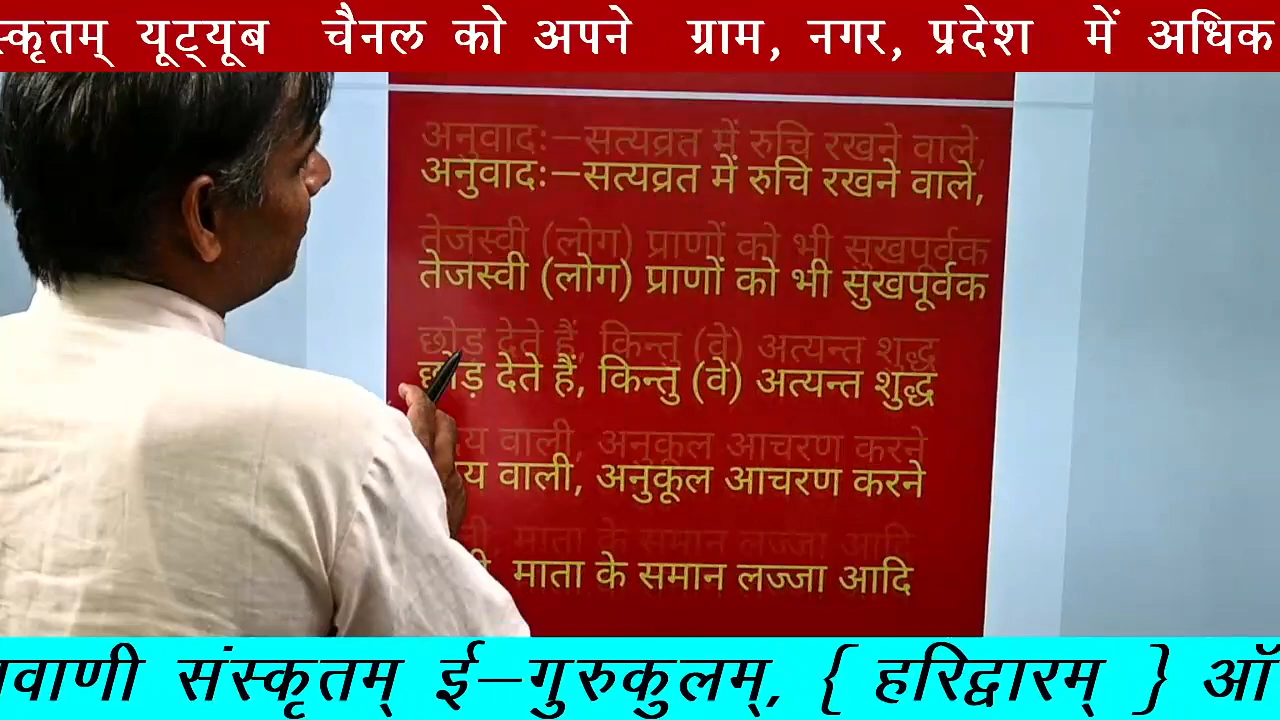 स्कृतम् यूट्यूब चैनल को अपने ग्राम, नगर, प्रदेश में अधिक
अनुवादः—सत्यव्रत में रुचि रखने वाले,
तेजस्वी (लोग) प्राणों को भी सुखपूर्वक
छोड़ देते हैं, किन्तु (वे) अत्यन्त शुद्ध
वाली, अनुकूल आचरण करने
माता के समान लज्जा आदि
वाणी संस्कृतम् ई—गुरुकुलम्, { हरिद्वारम् }